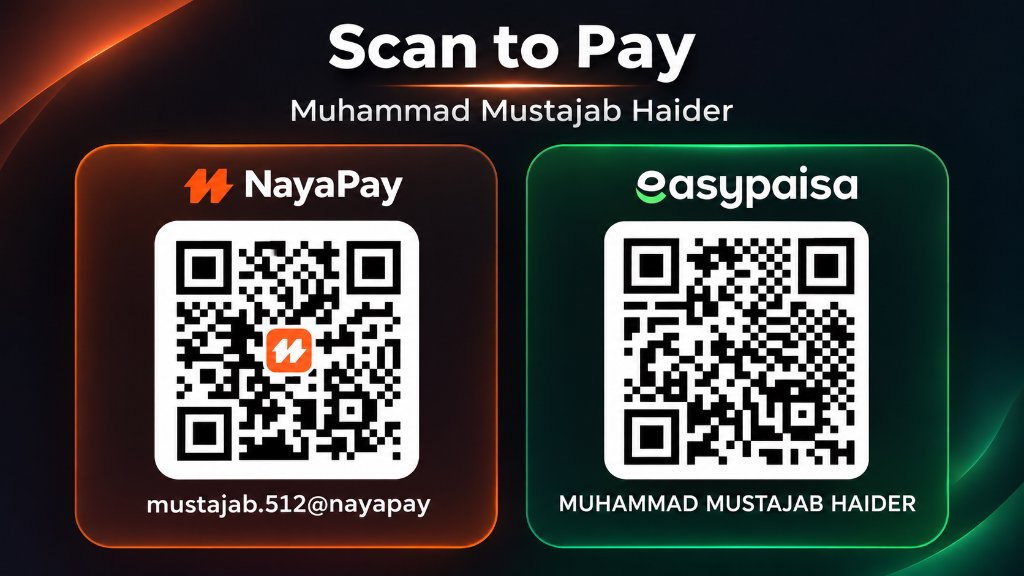 Scan to Pay
Muhammad Mustajab Haider
NayaPay
mustajab.512@nayapay
easypaisa
MUHAMMAD MUSTAJAB HAIDER